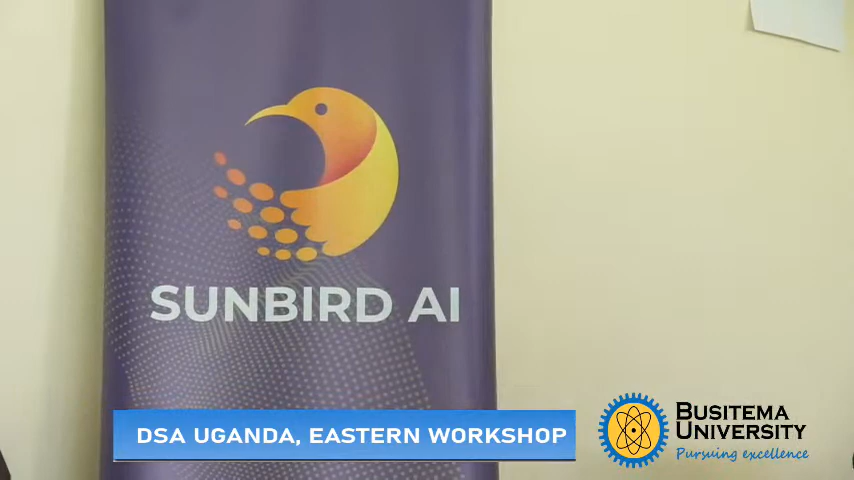 SUNBIRD AI
DSA UGANDA, EASTERN WORKSHOP
BUSITEMA
UNIVERSITY
Pursuing excellence